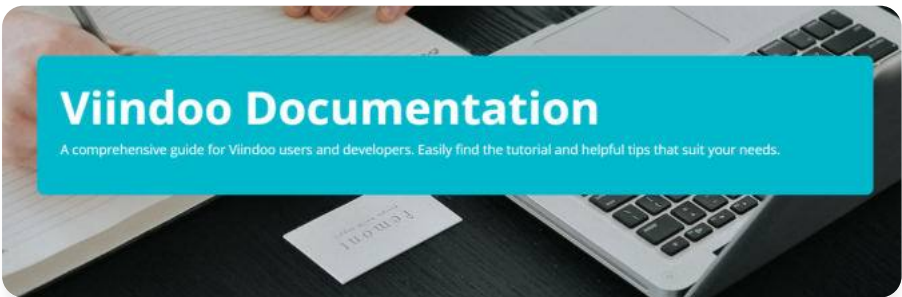 Viindoo Documentation
A comprehensive guide for Viindoo users and developers. Easily find the tutorial and helpful tips that suit your needs.
femont